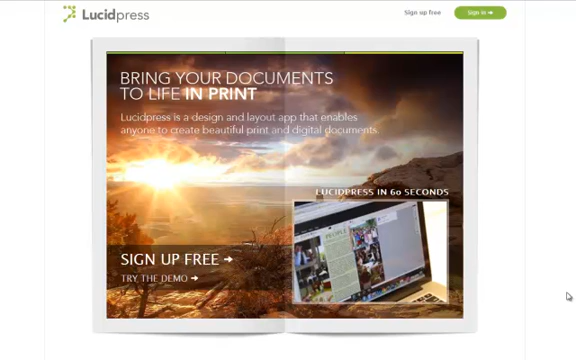 Lucidpress
Sign up free
Sign in
BRING YOUR DOCUMENTS
TO LIFE IN PRINT
Lucidpress is a design and layout app that enables
anyone to create beautiful print and digital documents.
LUCIDPRESS IN 60 SECONDS
PEOPLE
SIGN UP FREE
TRY THE DEMO